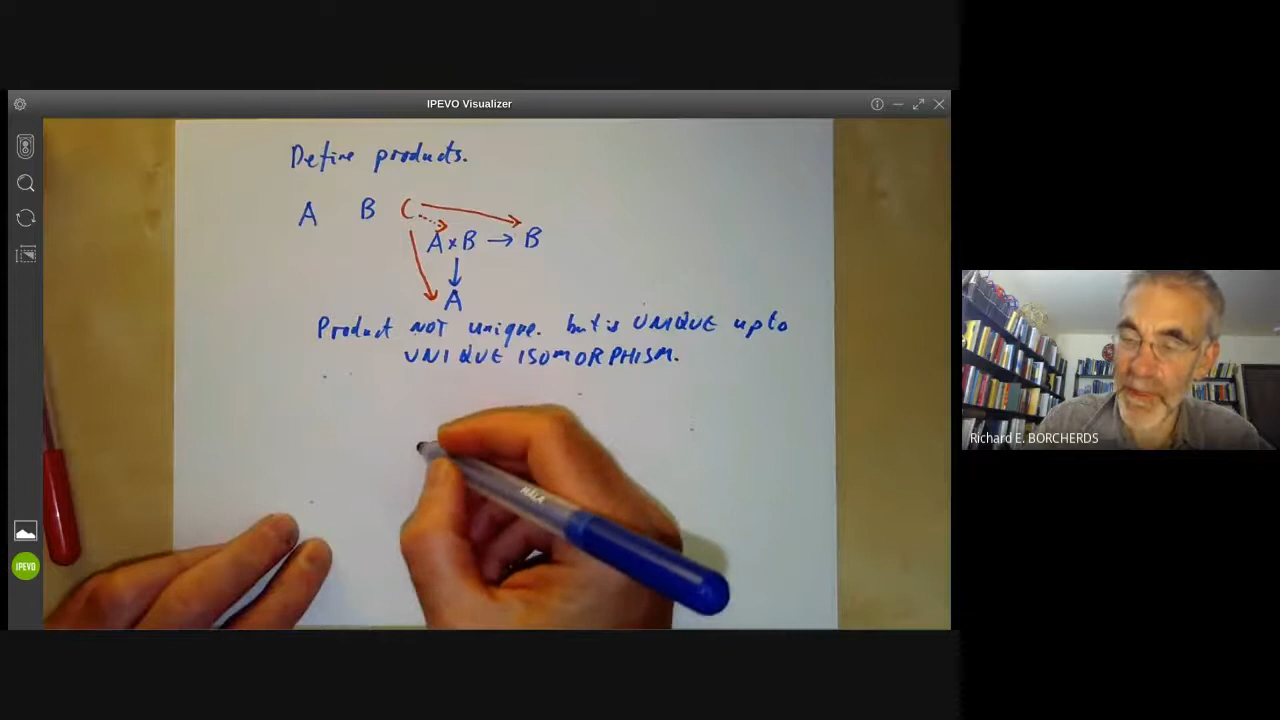 IPEVO Visualizer
Define products.
A B C
A × B → B
A
Product NOT unique. but is UNIQUE up to
UNIQUE ISOMORPHISM.
Richard E. BORCHERDS
IPEVO